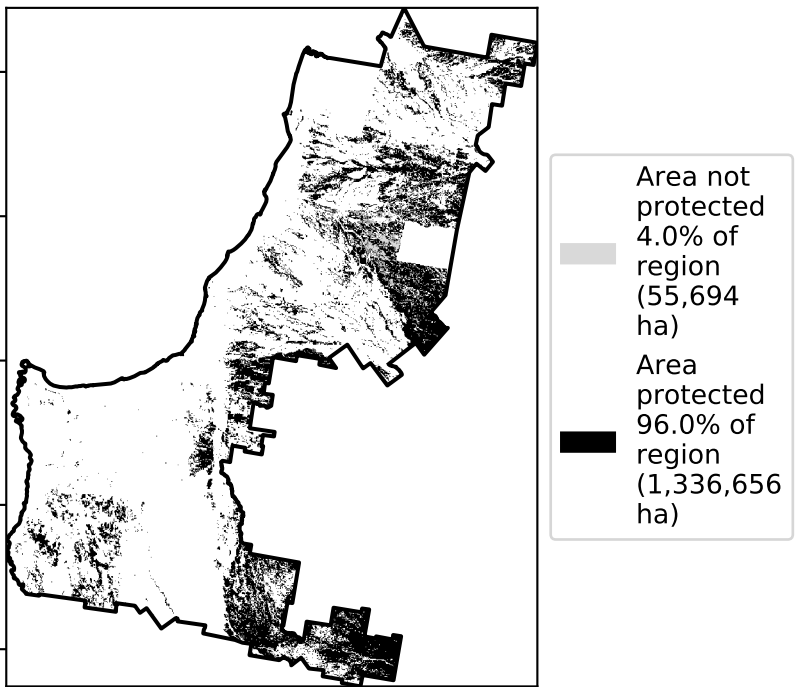 Area not
protected
4.0% of
region
(55,694
ha)
Area
protected
96.0% of
region
(1,336,656
ha)